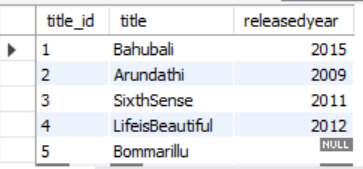 title_id title releasedyear
1 Bahubali 2015
2 Arundathi 2009
3 SixthSense 2011
4 LifeisBeautiful 2012
5 Bommarillu NULL